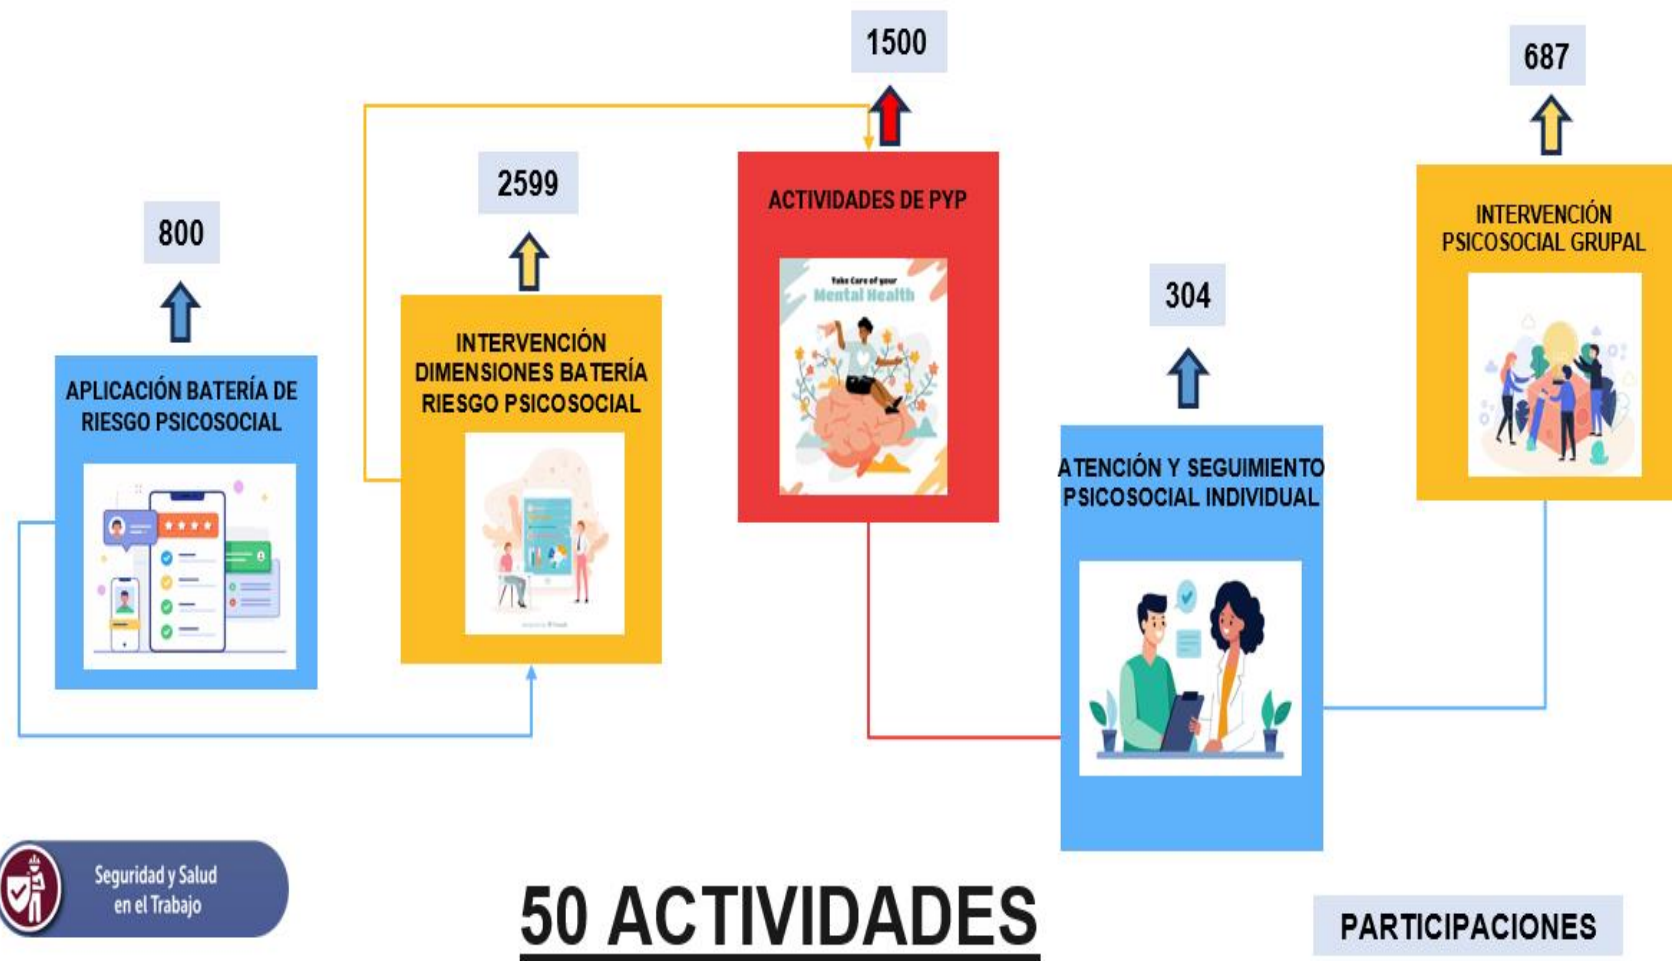 800
APLICACIÓN BATERÍA DE
RIESGO PSICOSOCIAL
2599
INTERVENCIÓN
DIMENSIONES BATERÍA
RIESGO PSICOSOCIAL
1500
ACTIVIDADES DE PYP
Take Care of your
Mental Health
304
ATENCIÓN Y SEGUIMIENTO
PSICOSOCIAL INDIVIDUAL
687
INTERVENCIÓN
PSICOSOCIAL GRUPAL
Seguridad y Salud
en el Trabajo
50 ACTIVIDADES
PARTICIPACIONES